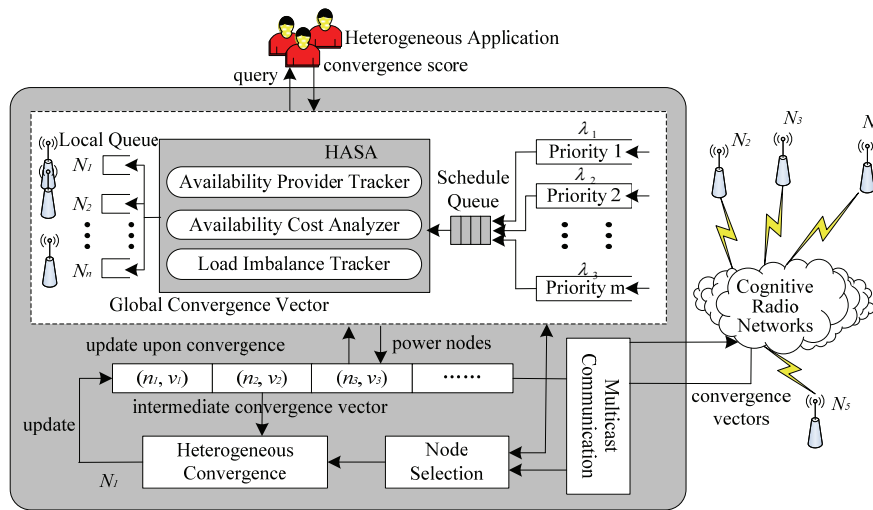 Heterogeneous Application
query
convergence score
Local Queue
HASA
N1
N2
Nn
Availability Provider Tracker
Availability Cost Analyzer
Load Imbalance Tracker
Schedule
Queue
λ1
Priority 1
λ2
Priority 2
λ3
Priority m
Global Convergence Vector
N2
N3
N
Cognitive
Radio
Networks
N5
update upon convergence
power nodes
(n1, v1)
(n2, v2)
(n3, v3)
······
intermediate convergence vector
update
N1
Heterogeneous
Convergence
Node
Selection
Multicast
Communication
convergence
vectors